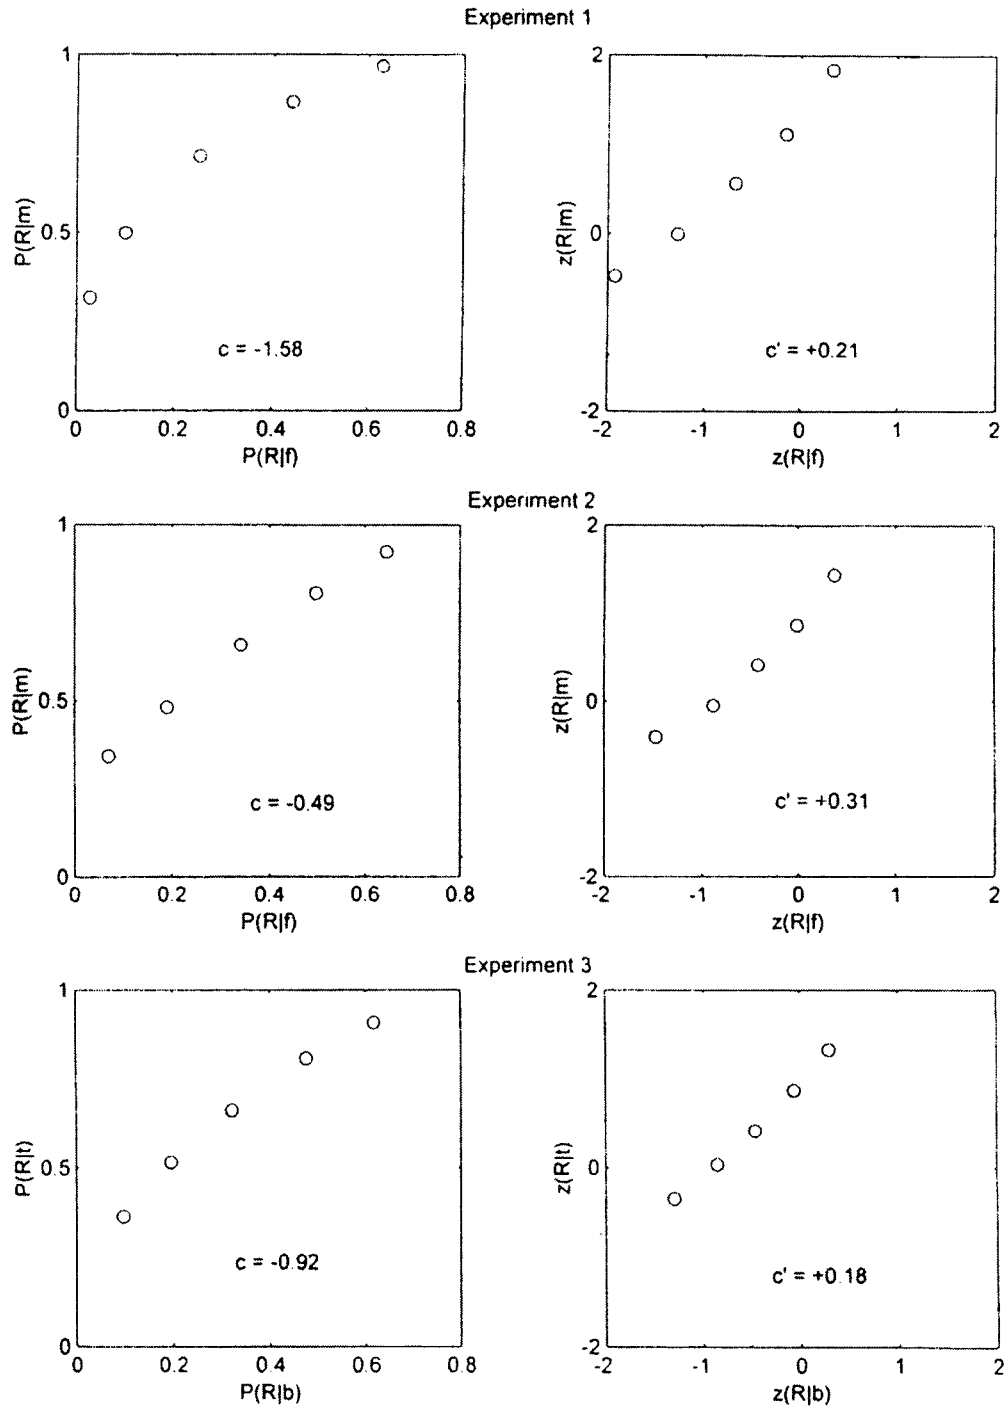 Experiment 1
1
0.5
0
P(R|m)
c = -1.58
0 0.2 0.4 0.6 0.8
P(R|f)
2
0
-2
z(R|m)
c' = +0.21
-2 -1 0 1 2
z(R|f)
Experiment 2
1
0.5
0
P(R|m)
c = -0.49
0 0.2 0.4 0.6 0.8
P(R|f)
2
0
-2
z(R|m)
c' = +0.31
-2 -1 0 1 2
z(R|f)
Experiment 3
1
0.5
0
P(R|t)
c = -0.92
0 0.2 0.4 0.6 0.8
P(R|b)
2
0
-2
z(R|t)
c' = +0.18
-2 -1 0 1 2
z(R|b)